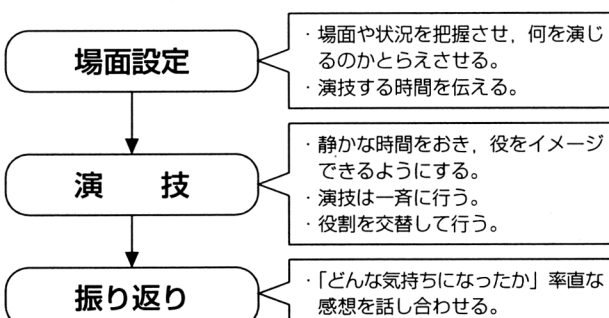 場面設定
・場面や状況を把握させ，何を演じ
るのかとらえさせる。
・演技する時間を伝える。
演　技
・静かな時間をおき，役をイメージ
できるようにする。
・演技は一斉に行う。
・役割を交替して行う。
振り返り
・「どんな気持ちになったか」率直な
感想を話し合わせる。